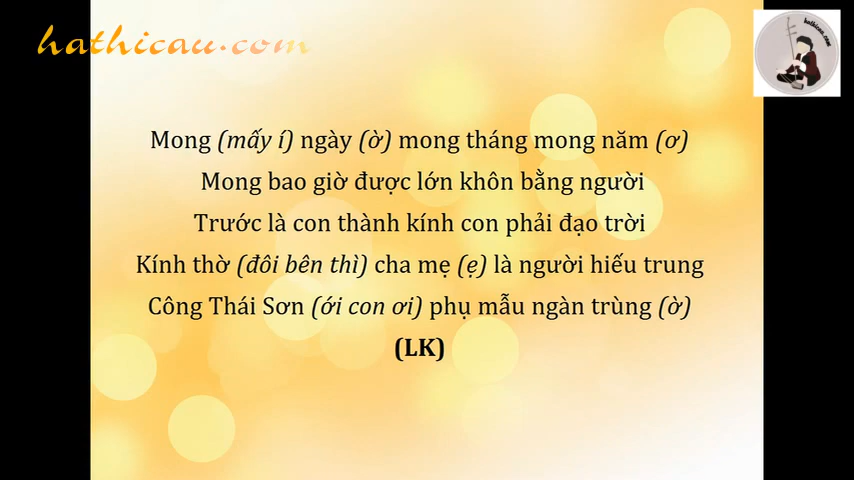 hathicau.com
hathicau.com
Mong (mấy í) ngày (ờ) mong tháng mong năm (ơ)
Mong bao giờ được lớn khôn bằng người
Trước là con thành kính con phải đạo trời
Kính thờ (đôi bên thì) cha mẹ (ẹ) là người hiếu trung
Công Thái Sơn (ới con ơi) phụ mẫu ngàn trùng (ờ)
(LK)